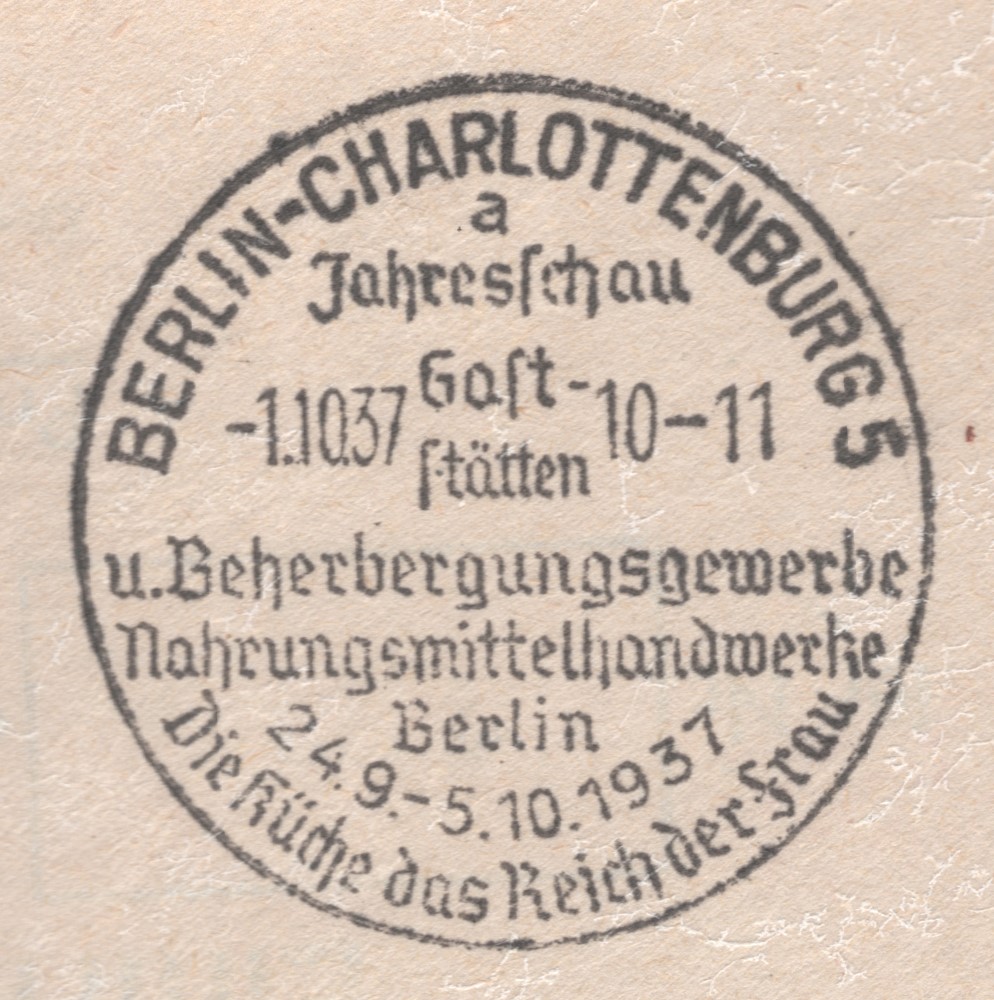 BERLIN-CHARLOTTENBURG 5
a
Jahresſchau
-1.10.37 Gaſt- 10-11
ſtätten
u. Beherbergungsgewerbe
Nahrungsmittelhandwerke
Berlin
24.9.-5.10.1937
Die Küche das Reich der Frau